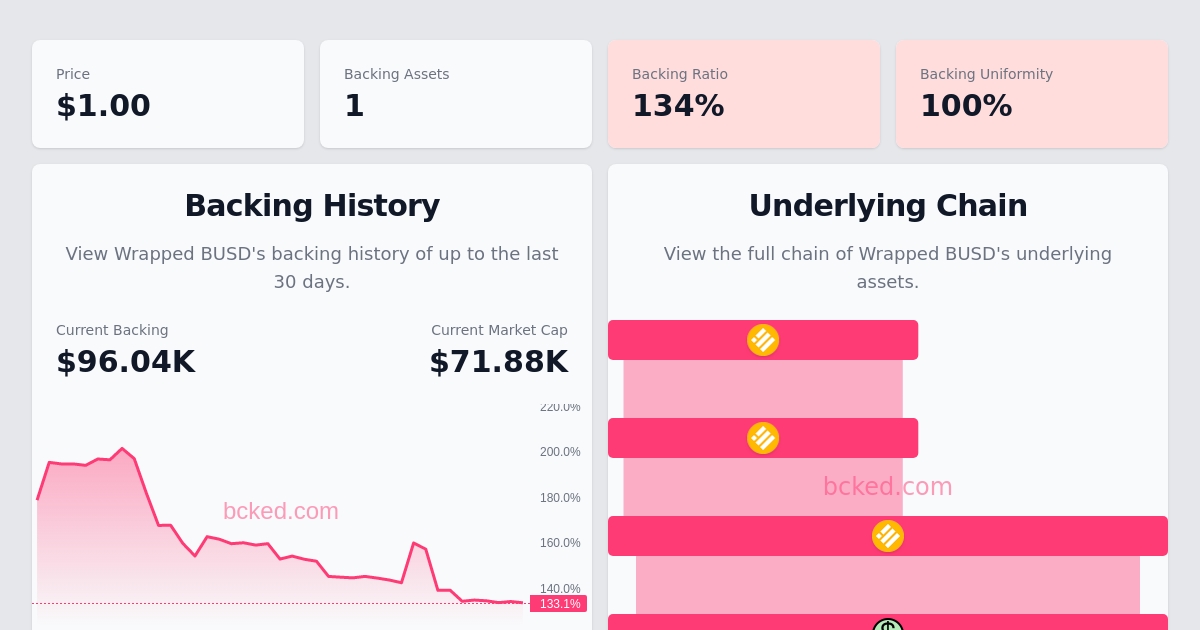 Price
$1.00
Backing Assets
1
Backing Ratio
134%
Backing Uniformity
100%
Backing History
View Wrapped BUSD's backing history of up to the last
30 days.
Current Backing
$96.04K
Current Market Cap
$71.88K
220.0%
200.0%
180.0%
160.0%
140.0%
133.1%
bcked.com
Underlying Chain
View the full chain of Wrapped BUSD's underlying
assets.
bcked.com
$